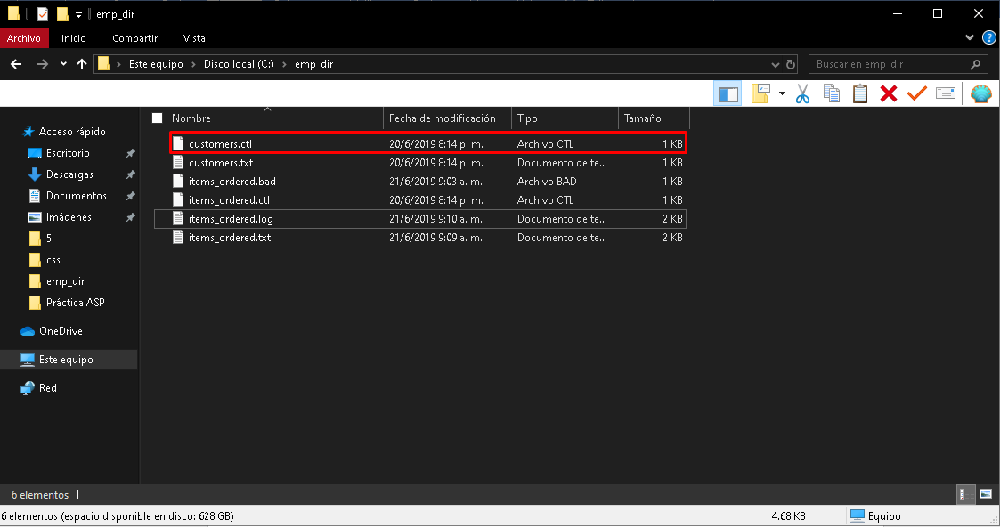 emp_dir
Archivo Inicio Compartir Vista
Este equipo Disco local (C:) emp_dir Buscar en emp_dir
Nombre Fecha de modificación Tipo Tamaño
customers.ctl 20/6/2019 8:14 p. m. Archivo CTL 1 KB
customers.txt 20/6/2019 8:14 p. m. Documento de te... 1 KB
items_ordered.bad 21/6/2019 9:03 a. m. Archivo BAD 1 KB
items_ordered.ctl 20/6/2019 8:14 p. m. Archivo CTL 1 KB
items_ordered.log 21/6/2019 9:10 a. m. Documento de te... 2 KB
items_ordered.txt 21/6/2019 9:09 a. m. Documento de te... 2 KB
Acceso rápido
Escritorio
Descargas
Documentos
Imágenes
5
css
emp_dir
Práctica ASP
OneDrive
Este equipo
Red
6 elementos
6 elementos (espacio disponible en disco: 628 GB) 4.68 KB Equipo